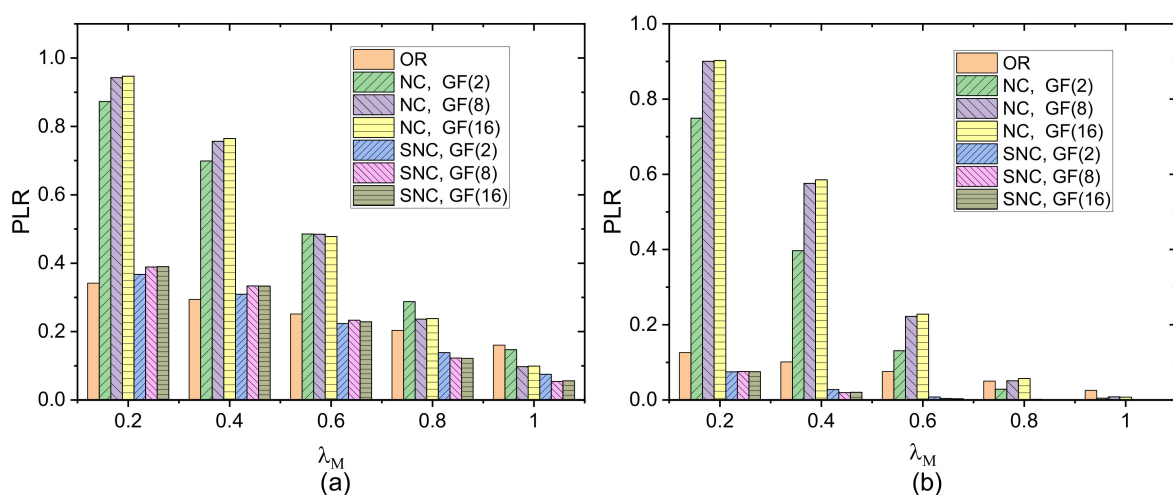 PLR
1.0
0.8
0.6
0.4
0.2
0.0
OR
NC, GF(2)
NC, GF(8)
NC, GF(16)
SNC, GF(2)
SNC, GF(8)
SNC, GF(16)
0.2 0.4 0.6 0.8 1
λM
(a)
PLR
1.0
0.8
0.6
0.4
0.2
0.0
OR
NC, GF(2)
NC, GF(8)
NC, GF(16)
SNC, GF(2)
SNC, GF(8)
SNC, GF(16)
0.2 0.4 0.6 0.8 1
λM
(b)